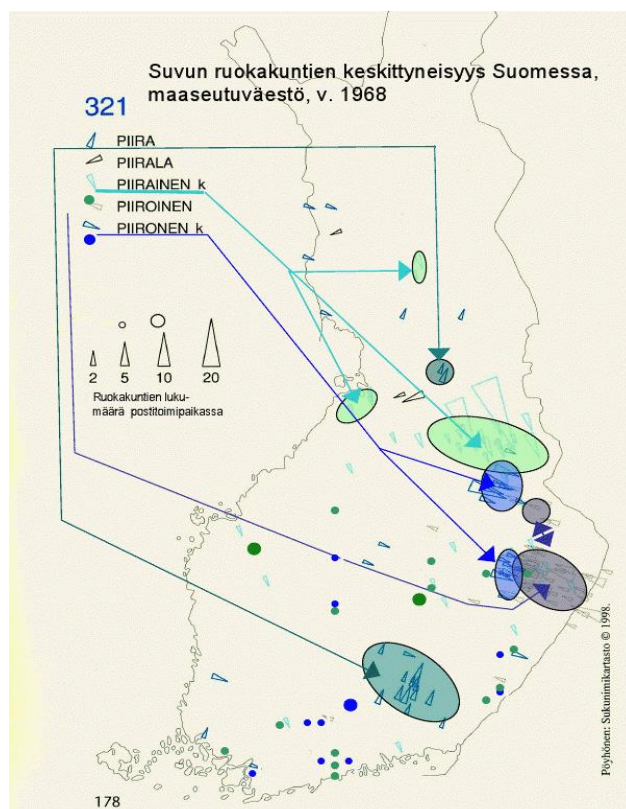 Suvun ruokakuntien keskittyneisyys Suomessa,
maaseutuväestö, v. 1968
321
PIIRA
PIIRALA
PIIRAINEN k
PIIROINEN
PIIRONEN k
2 5 10 20
Ruokakuntien luku-
määrä postitoimipaikassa
Pöyhönen: Sukunimikartasto © 1998.
178